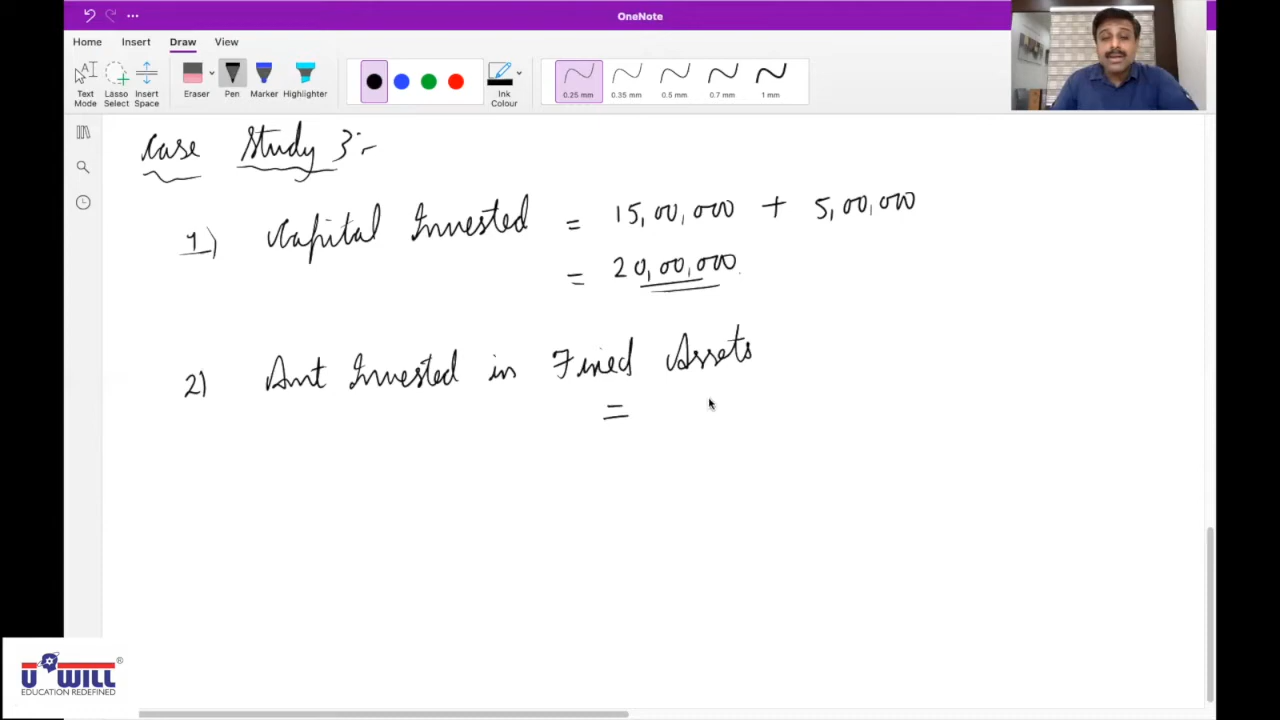 OneNote
Home Insert Draw View
Text Mode
Lasso Select
Insert Space
Eraser
Pen
Marker
Highlighter
Ink Colour
0.25 mm
0.35 mm
0.5 mm
0.7 mm
1 mm
Case Study 3:-
1) Capital Invested = 15,00,000 + 5,00,000
= 20,00,000
2) Amt Invested in Fixed Assets
=
U WILL ®
EDUCATION REDEFINED